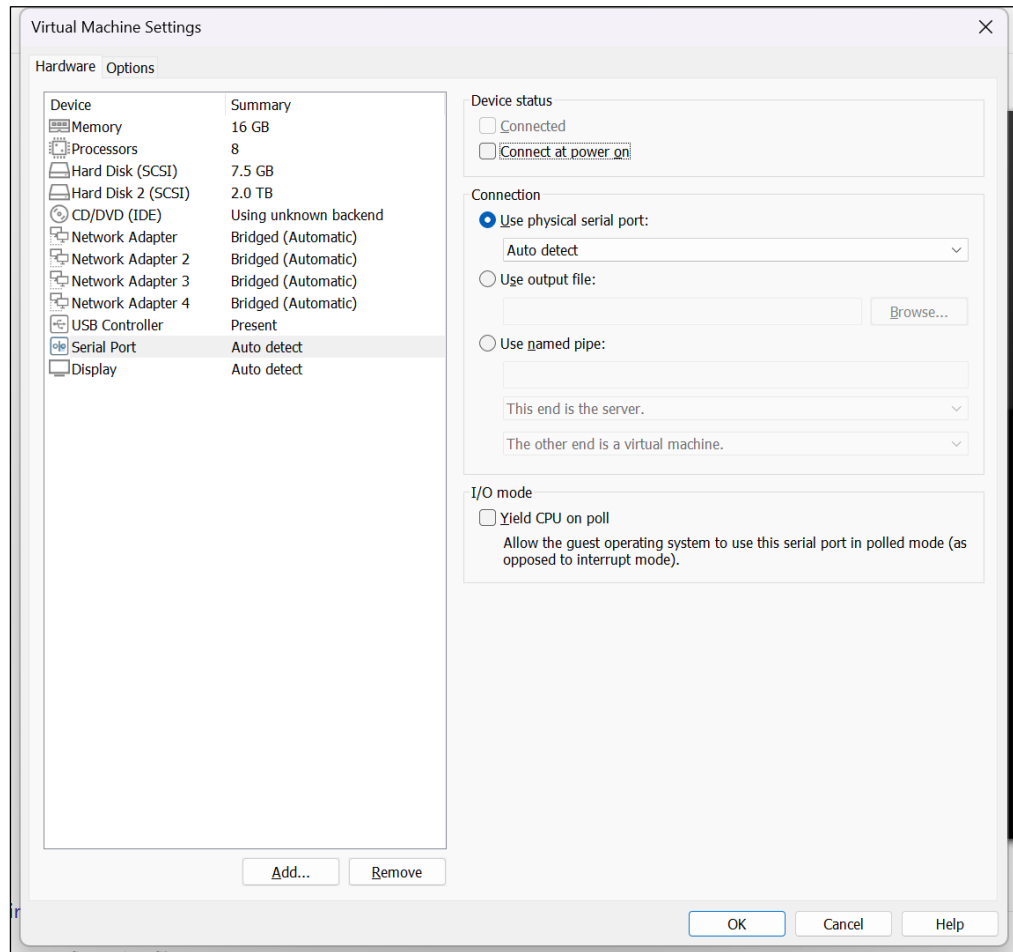 Virtual Machine Settings
Hardware Options
Device Summary
Memory 16 GB
Processors 8
Hard Disk (SCSI) 7.5 GB
Hard Disk 2 (SCSI) 2.0 TB
CD/DVD (IDE) Using unknown backend
Network Adapter Bridged (Automatic)
Network Adapter 2 Bridged (Automatic)
Network Adapter 3 Bridged (Automatic)
Network Adapter 4 Bridged (Automatic)
USB Controller Present
Serial Port Auto detect
Display Auto detect
Add... Remove
Device status
Connected
Connect at power on
Connection
Use physical serial port:
Auto detect
Use output file:
Browse...
Use named pipe:
This end is the server.
The other end is a virtual machine.
I/O mode
Yield CPU on poll
Allow the guest operating system to use this serial port in polled mode (as
opposed to interrupt mode).
OK Cancel Help